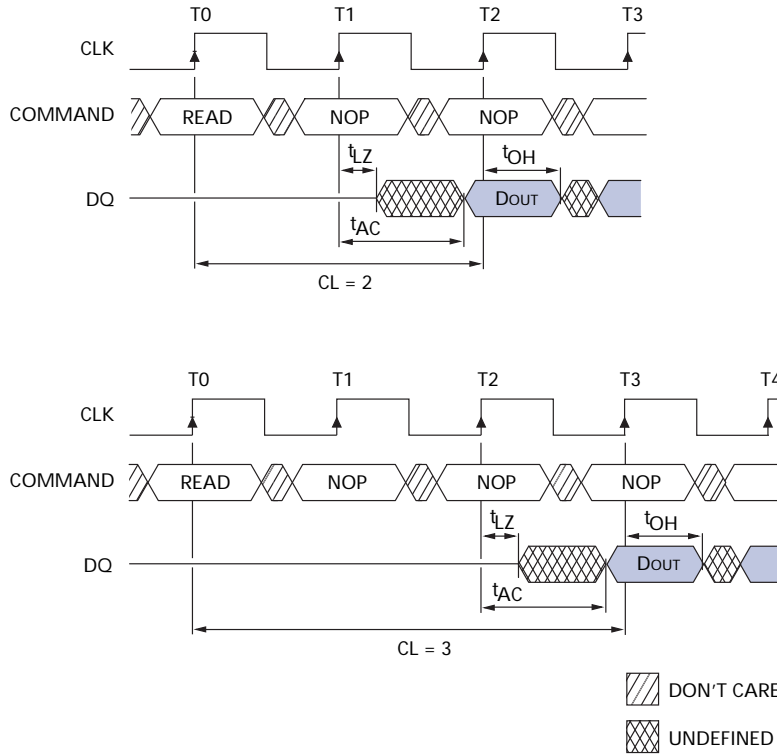 T0 T1 T2 T3
CLK
COMMAND READ NOP NOP
tLZ tOH
DQ DOUT
tAC
CL = 2
T0 T1 T2 T3 T4
CLK
COMMAND READ NOP NOP NOP
tLZ tOH
DQ DOUT
tAC
CL = 3
DON'T CARE
UNDEFINED